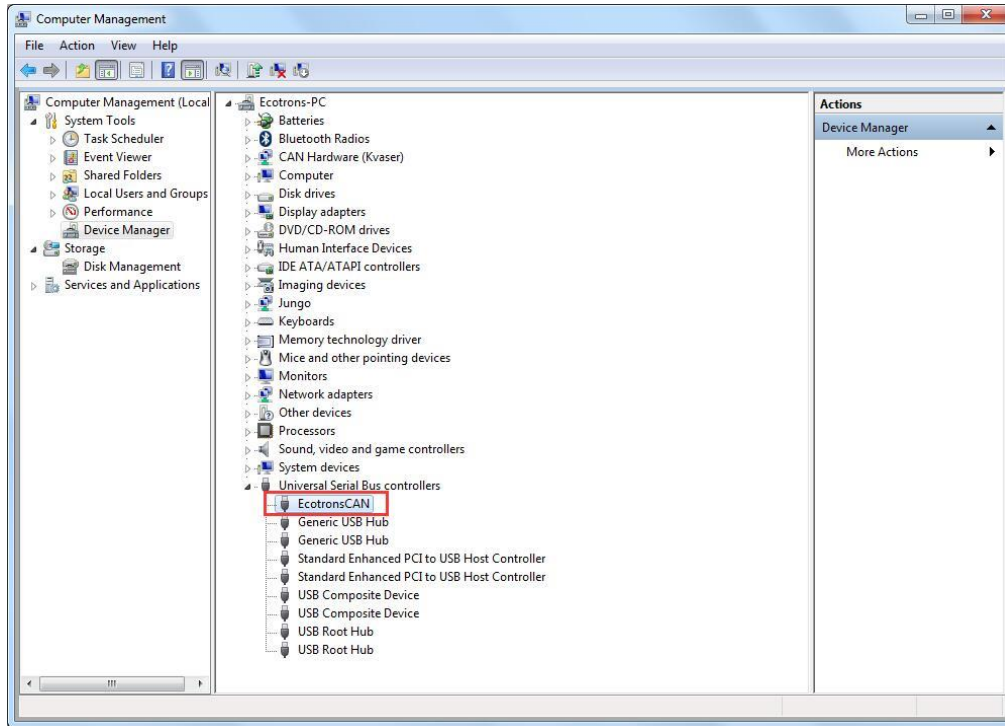 Computer Management
File Action View Help
Computer Management (Local
System Tools
Task Scheduler
Event Viewer
Shared Folders
Local Users and Groups
Performance
Device Manager
Storage
Disk Management
Services and Applications
Ecotrons-PC
Batteries
Bluetooth Radios
CAN Hardware (Kvaser)
Computer
Disk drives
Display adapters
DVD/CD-ROM drives
Human Interface Devices
IDE ATA/ATAPI controllers
Imaging devices
Jungo
Keyboards
Memory technology driver
Mice and other pointing devices
Monitors
Network adapters
Other devices
Processors
Sound, video and game controllers
System devices
Universal Serial Bus controllers
EcotronsCAN
Generic USB Hub
Generic USB Hub
Standard Enhanced PCI to USB Host Controller
Standard Enhanced PCI to USB Host Controller
USB Composite Device
USB Composite Device
USB Root Hub
USB Root Hub
Actions
Device Manager
More Actions